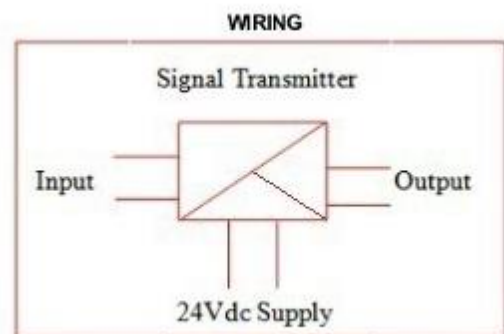 WIRING
Signal Transmitter
Input
Output
24Vdc Supply